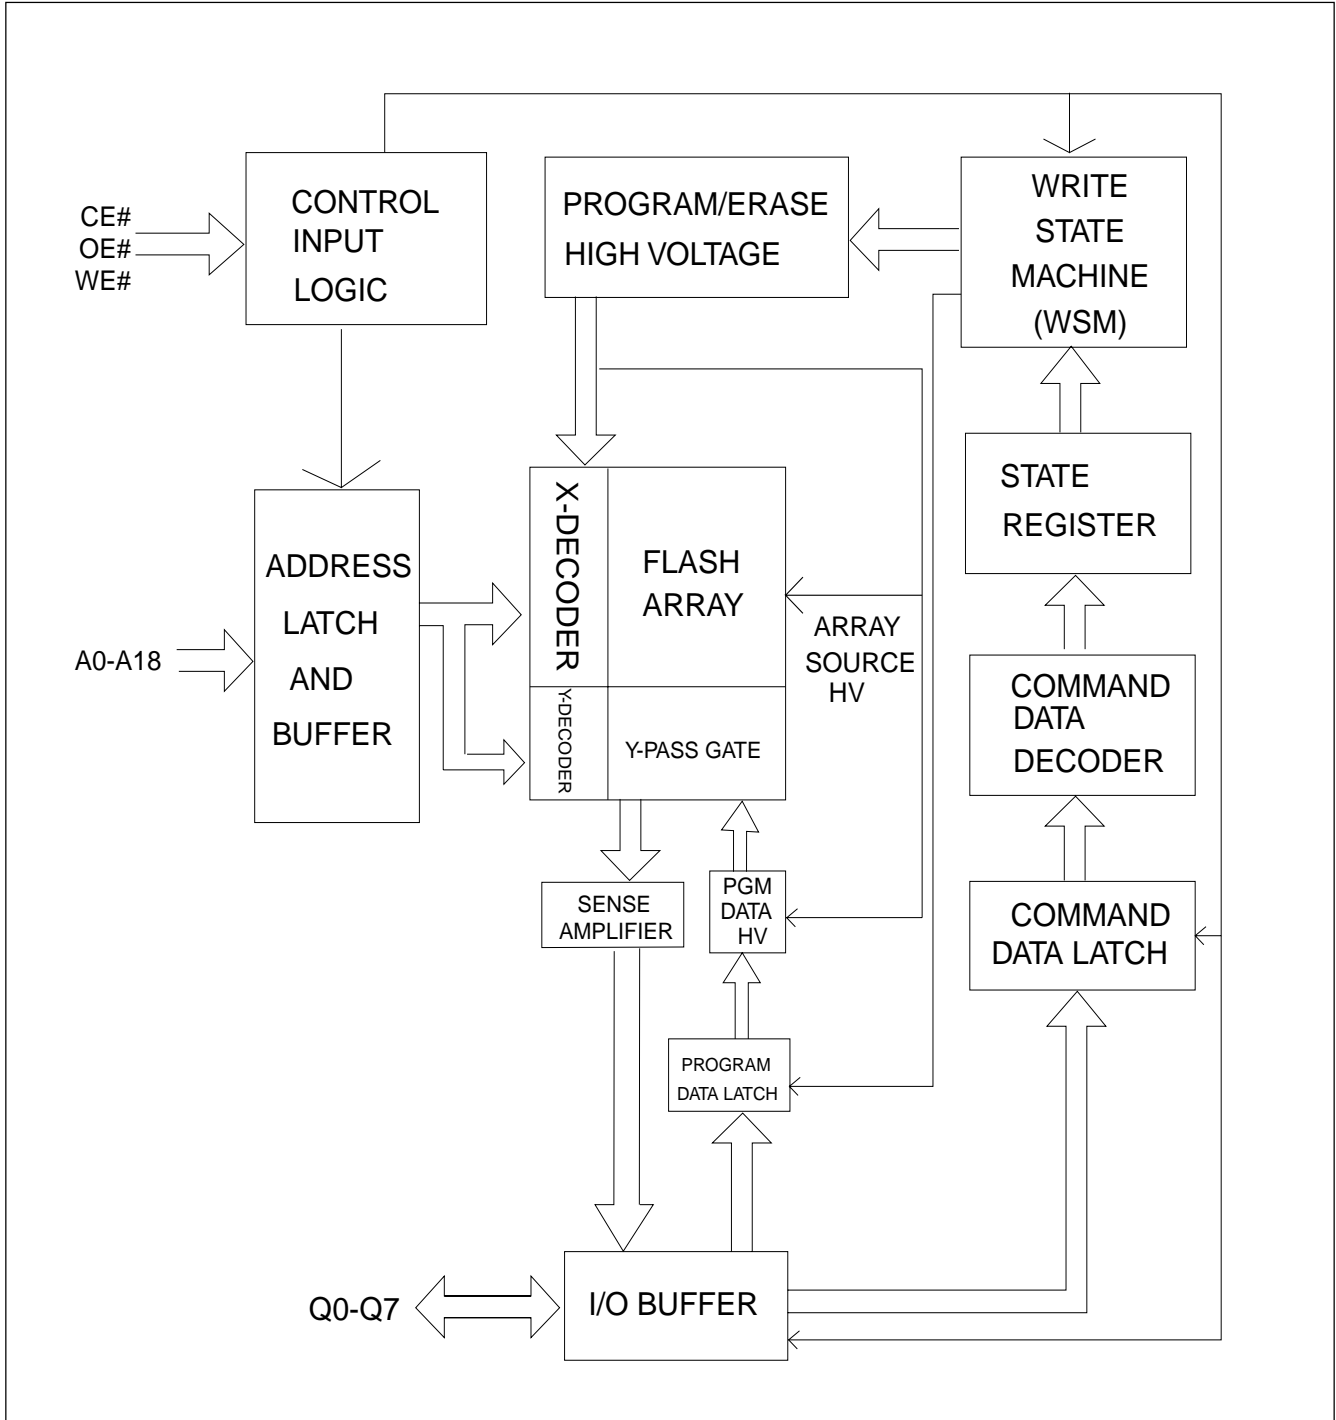 CE#
OE#
WE#
CONTROL
INPUT
LOGIC
PROGRAM/ERASE
HIGH VOLTAGE
WRITE
STATE
MACHINE
(WSM)
STATE
REGISTER
ADDRESS
LATCH
AND
BUFFER
A0-A18
X-DECODER
FLASH
ARRAY
ARRAY
SOURCE
HV
Y-DECODER
Y-PASS GATE
COMMAND
DATA
DECODER
SENSE
AMPLIFIER
PGM
DATA
HV
COMMAND
DATA LATCH
PROGRAM
DATA LATCH
Q0-Q7
I/O BUFFER